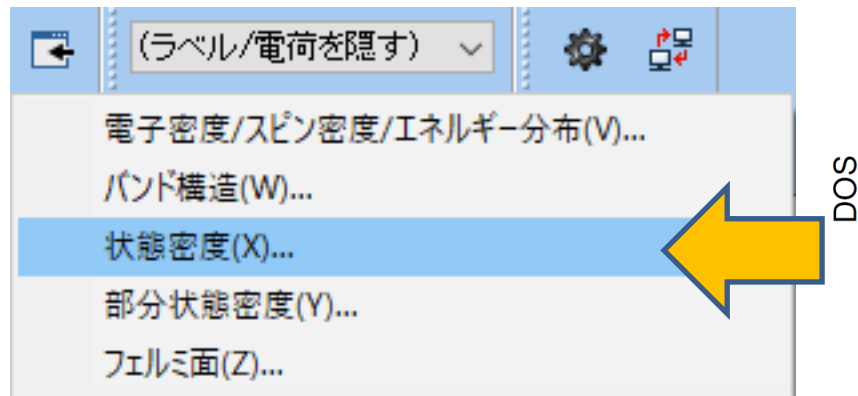 (ラベル/電荷を隠す)
電子密度/スピン密度/エネルギー分布(V)...
バンド構造(W)...
状態密度(X)...
部分状態密度(Y)...
フェルミ面(Z)...
DOS